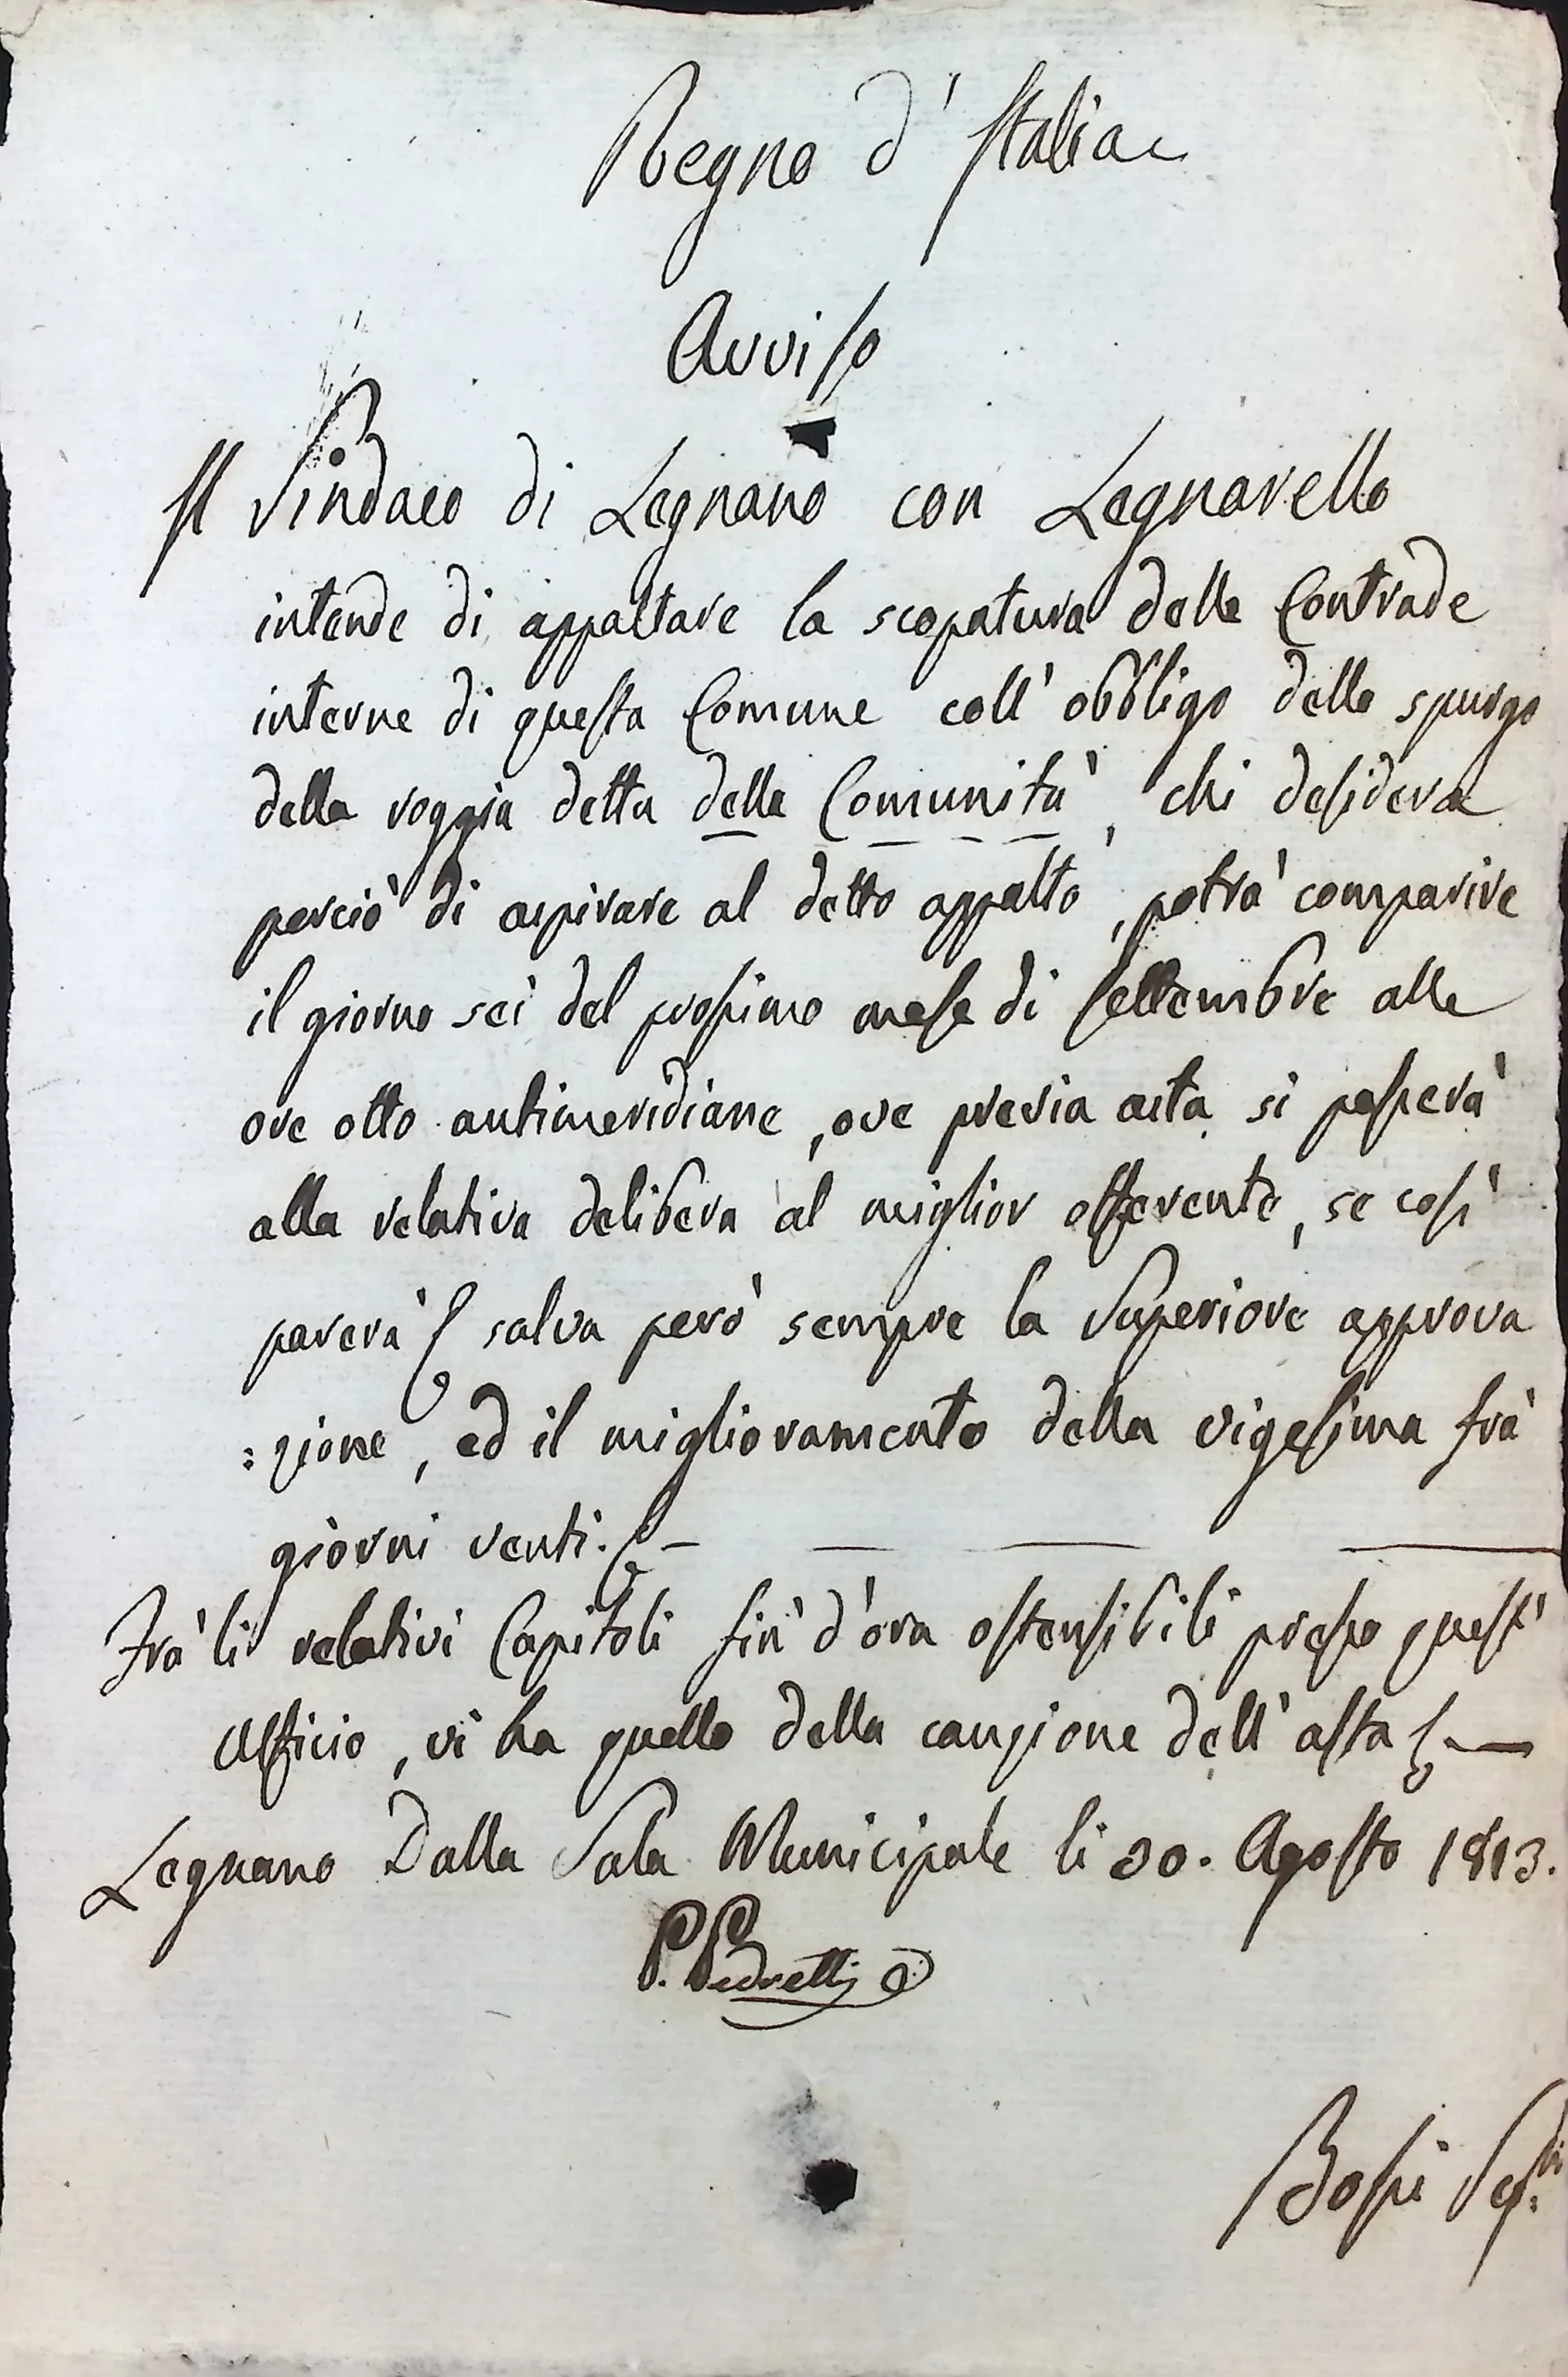 Regno d'Italia
Avviso
Il Sindaco di Legnano con Legnarello
intende di appaltare la scopatura delle Contrade
interne di questa Comune coll'obbligo dello spurgo
della roggia detta della Comunità, chi desidera
perciò di aspirare al detto appalto, potrà comparire
il giorno sei del prossimo mese di Settembre alle
ore otto antimeridiane, ove previa asta si passerà
alla relativa delibera al miglior offerente, se così
parerà salva però sempre la Superiore approva
:zione, ed il miglioramento della vigesima frà
giorni venti.
Frà li relativi Capitoli fin' d'ora ostensibili presso quest'
Ufficio, vi ha quello della cauzione dell'asta
Legnano Dalla Sala Municipale li 30. Agosto 1813.
P. Pedretti
Bossi Seg.